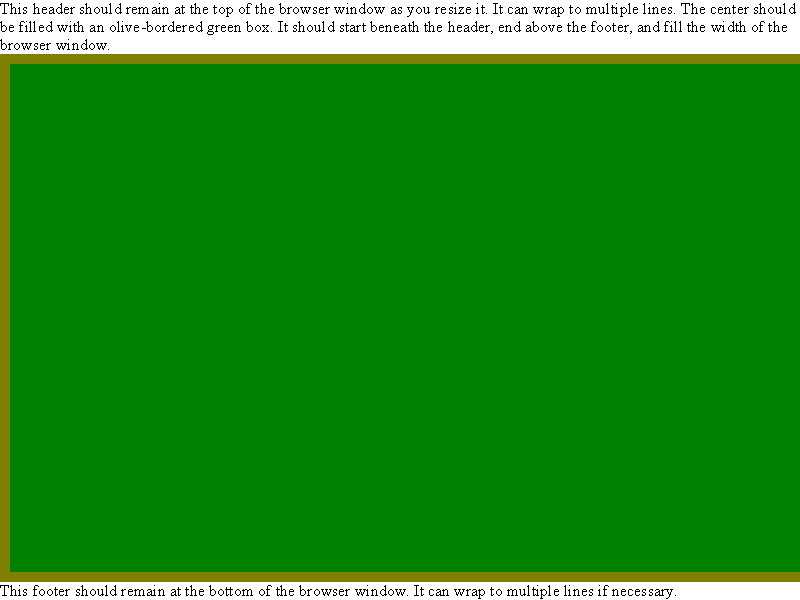 This header should remain at the top of the browser window as you resize it. It can wrap to multiple lines. The center should
be filled with an olive-bordered green box. It should start beneath the header, end above the footer, and fill the width of the
browser window.
This footer should remain at the bottom of the browser window. It can wrap to multiple lines if necessary.